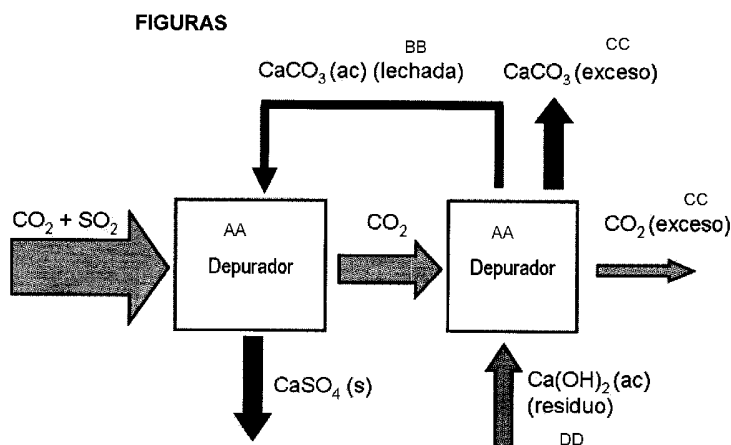 FIGURAS
BB
CaCO₃ (ac) (lechada)
CC
CaCO₃ (exceso)
CO₂ + SO₂
AA
Depurador
CO₂
AA
Depurador
CC
CO₂ (exceso)
CaSO₄ (s)
Ca(OH)₂ (ac)
(residuo)
DD